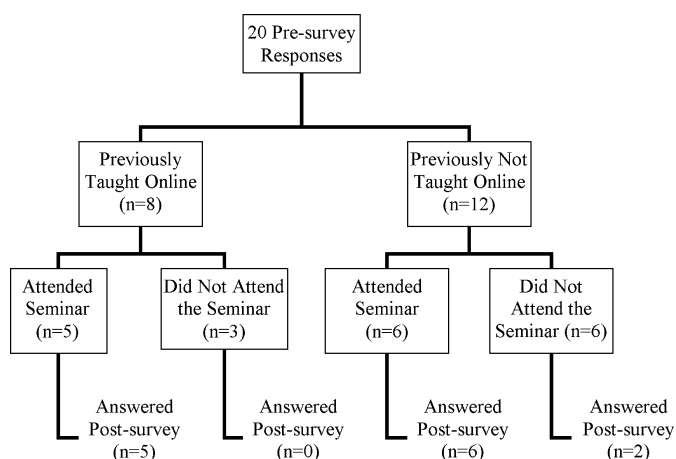 20 Pre-survey
Responses
Previously
Taught Online
(n=8)
Previously Not
Taught Online
(n=12)
Attended
Seminar
(n=5)
Did Not Attend
the Seminar
(n=3)
Attended
Seminar
(n=6)
Did Not
Attend the
Seminar (n=6)
Answered
Post-survey
(n=5)
Answered
Post-survey
(n=0)
Answered
Post-survey
(n=6)
Answered
Post-survey
(n=2)